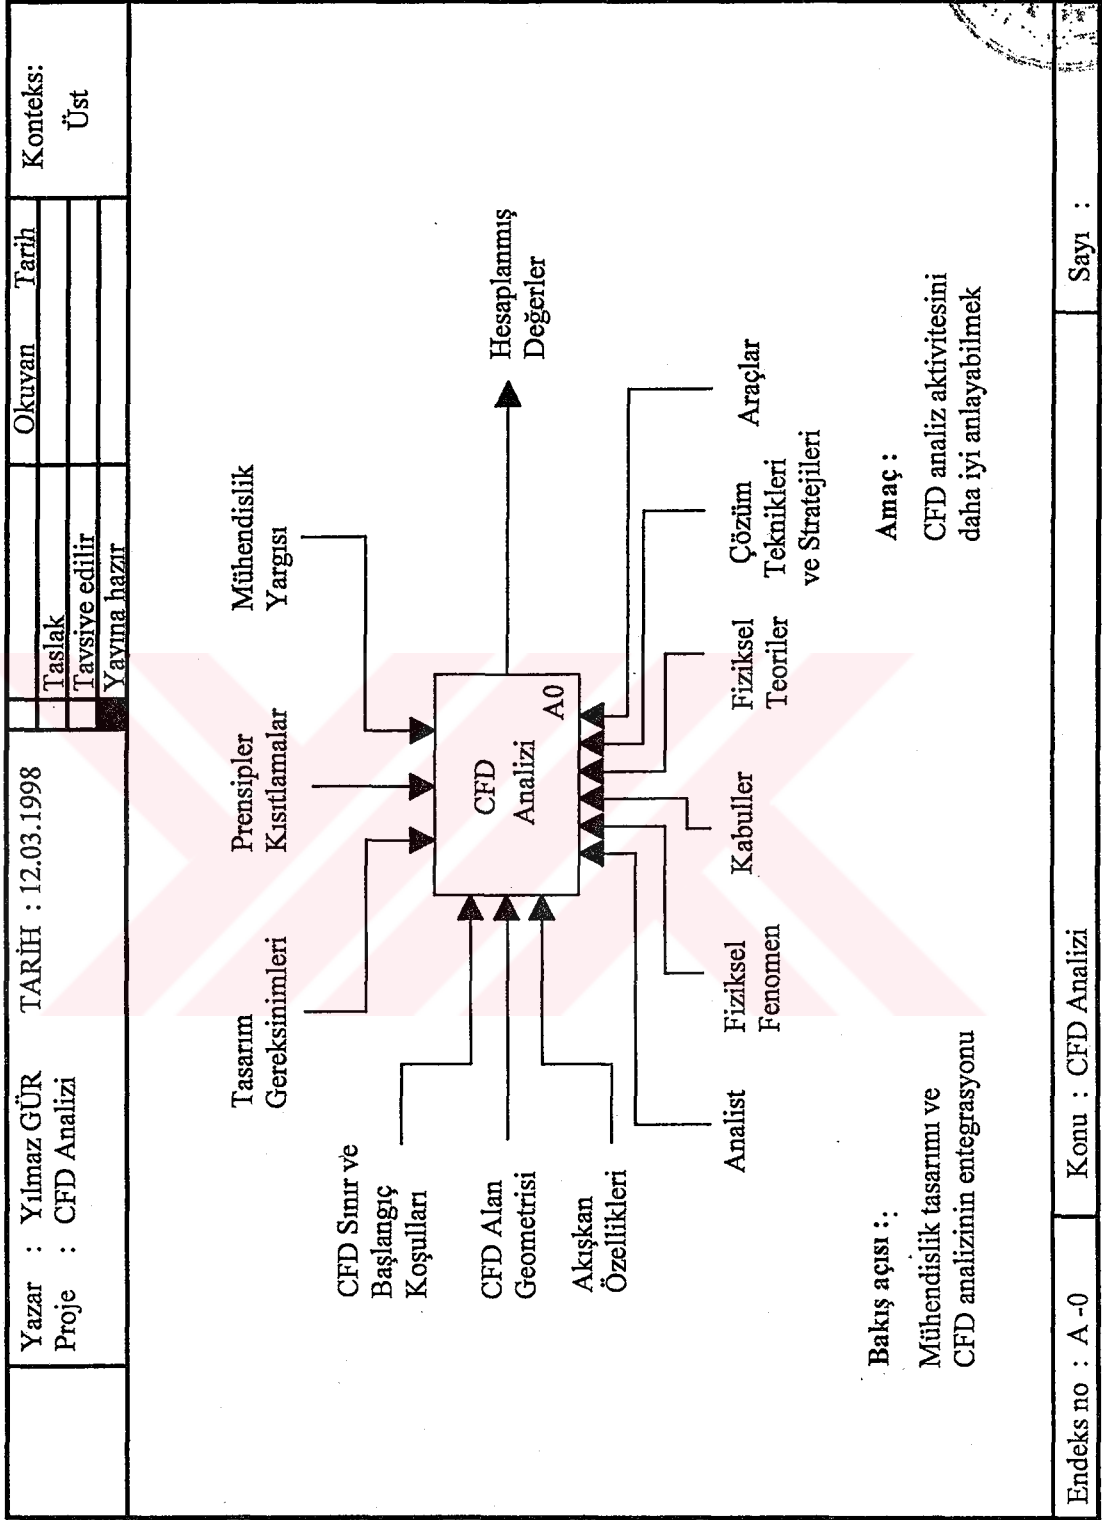 Yazar : Yılmaz GÜR TARİH : 12.03.1998
Proje : CFD Analizi
Okuyan Tarih
Taslak
Tavsiye edilir
Yayına hazır
Konteks:
Üst
Tasarım
Gereksinimleri
Prensipler
Kısıtlamalar
Mühendislik
Yargısı
CFD Sınır ve
Başlangıç
Koşulları
CFD Alan
Geometrisi
Akışkan
Özellikleri
CFD
Analizi
A0
Hesaplanmış
Değerler
Analist
Fiziksel
Fenomen
Kabuller
Fiziksel
Teoriler
Çözüm
Teknikleri
ve Stratejileri
Araçlar
Bakış açısı :
Mühendislik tasarımı ve
CFD analizinin entegrasyonu
Amaç :
CFD analiz aktivitesini
daha iyi anlayabilmek
Endeks no : A -0
Konu : CFD Analizi
Sayı :